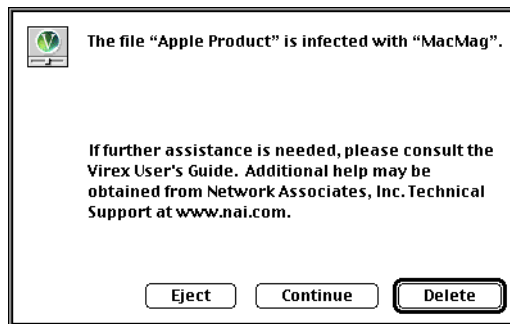 The file “Apple Product” is infected with “MacMag”.
If further assistance is needed, please consult the
Virex User's Guide. Additional help may be
obtained from Network Associates, Inc. Technical
Support at www.nai.com.
Eject Continue Delete